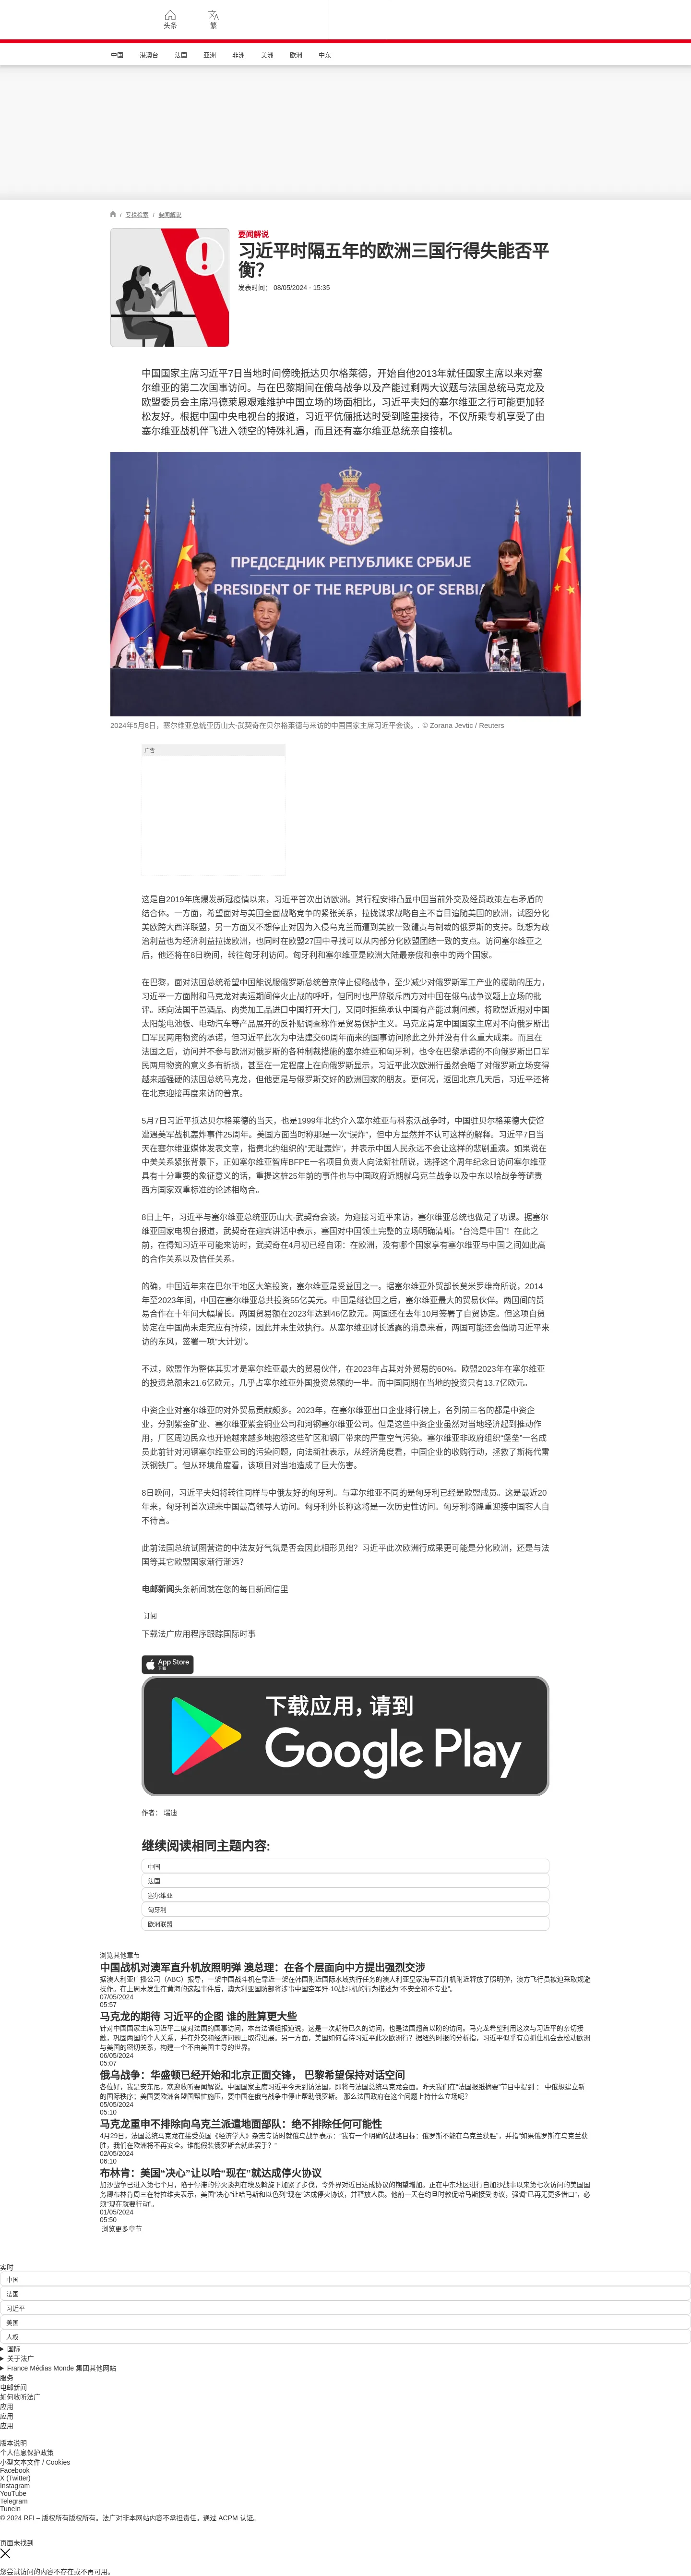 头条
繁
中国 港澳台 法国 亚洲 非洲 美洲 欧洲 中东
/ 专栏检索 / 要闻解说
要闻解说
习近平时隔五年的欧洲三国行得失能否平
衡？
发表时间： 08/05/2024 - 15:35
中国国家主席习近平7日当地时间傍晚抵达贝尔格莱德，开始自他2013年就任国家主席以来对塞
尔维亚的第二次国事访问。与在巴黎期间在俄乌战争以及产能过剩两大议题与法国总统马克龙及
欧盟委员会主席冯德莱恩艰难维护中国立场的场面相比，习近平夫妇的塞尔维亚之行可能更加轻
松友好。根据中国中央电视台的报道，习近平伉俪抵达时受到隆重接待，不仅所乘专机享受了由
塞尔维亚战机伴飞进入领空的特殊礼遇，而且还有塞尔维亚总统亲自接机。
ПРЕДСЕДНИК РЕПУБЛИКЕ СРБИЈЕ
PRESIDENT OF THE REPUBLIC OF SERBIA
2024年5月8日，塞尔维亚总统亚历山大-武契奇在贝尔格莱德与来访的中国国家主席习近平会谈。. © Zorana Jevtic / Reuters
广告
这是自2019年底爆发新冠疫情以来，习近平首次出访欧洲。其行程安排凸显中国当前外交及经贸政策左右矛盾的
结合体。一方面，希望面对与美国全面战略竞争的紧张关系，拉拢谋求战略自主不盲目追随美国的欧洲，试图分化
美欧跨大西洋联盟，另一方面又不想停止对因为入侵乌克兰而遭到美欧一致谴责与制裁的俄罗斯的支持。既想为政
治利益也为经济利益拉拢欧洲，也同时在欧盟27国中寻找可以从内部分化欧盟团结一致的支点。访问塞尔维亚之
后，他还将在8日晚间，转往匈牙利访问。匈牙利和塞尔维亚是欧洲大陆最亲俄和亲中的两个国家。
在巴黎，面对法国总统希望中国能说服俄罗斯总统普京停止侵略战争，至少减少对俄罗斯军工产业的援助的压力，
习近平一方面附和马克龙对奥运期间停火止战的呼吁，但同时也严辞驳斥西方对中国在俄乌战争议题上立场的批
评。既向法国干邑酒品、肉类加工品进口中国打开大门，又同时拒绝承认中国有产能过剩问题，将欧盟近期对中国
太阳能电池板、电动汽车等产品展开的反补贴调查称作是贸易保护主义。马克龙肯定中国国家主席对不向俄罗斯出
口军民两用物资的承诺，但习近平此次为中法建交60周年而来的国事访问除此之外并没有什么重大成果。而且在
法国之后，访问并不参与欧洲对俄罗斯的各种制裁措施的塞尔维亚和匈牙利，也令在巴黎承诺的不向俄罗斯出口军
民两用物资的意义多有折损，甚至在一定程度上在向俄罗斯显示，习近平此次欧洲行虽然会晤了对俄罗斯立场变得
越来越强硬的法国总统马克龙，但他更是与俄罗斯交好的欧洲国家的朋友。更何况，返回北京几天后，习近平还将
在北京迎接再度来访的普京。
5月7日习近平抵达贝尔格莱德的当天，也是1999年北约介入塞尔维亚与科索沃战争时，中国驻贝尔格莱德大使馆
遭遇美军战机轰炸事件25周年。美国方面当时称那是一次“误炸”，但中方显然并不认可这样的解释。习近平7日当
天在塞尔维亚媒体发表文章，指责北约组织的“无耻轰炸”，并表示中国人民永远不会让这样的悲剧重演。如果说在
中美关系紧张背景下，正如塞尔维亚智库BFPE一名项目负责人向法新社所说，选择这个周年纪念日访问塞尔维亚
具有十分重要的象征意义的话，重提这桩25年前的事件也与中国政府近期就乌克兰战争以及中东以哈战争等谴责
西方国家双重标准的论述相吻合。
8日上午，习近平与塞尔维亚总统亚历山大-武契奇会谈。为迎接习近平来访，塞尔维亚总统也做足了功课。据塞尔
维亚国家电视台报道，武契奇在迎宾讲话中表示，塞国对中国领土完整的立场明确清晰。“台湾是中国”！在此之
前，在得知习近平可能来访时，武契奇在4月初已经自诩：在欧洲，没有哪个国家享有塞尔维亚与中国之间如此高
的合作关系以及信任关系。
的确，中国近年来在巴尔干地区大笔投资，塞尔维亚是受益国之一。据塞尔维亚外贸部长莫米罗维奇所说，2014
年至2023年间，中国在塞尔维亚总共投资55亿美元。中国是继德国之后，塞尔维亚最大的贸易伙伴。两国间的贸
易合作在十年间大幅增长。两国贸易额在2023年达到46亿欧元。两国还在去年10月签署了自贸协定。但这项自贸
协定在中国尚未走完应有持续，因此并未生效执行。从塞尔维亚财长透露的消息来看，两国可能还会借助习近平来
访的东风，签署一项“大计划”。
不过，欧盟作为整体其实才是塞尔维亚最大的贸易伙伴，在2023年占其对外贸易的60%。欧盟2023年在塞尔维亚
的投资总额未21.6亿欧元，几乎占塞尔维亚外国投资总额的一半。而中国同期在当地的投资只有13.7亿欧元。
中资企业对塞尔维亚的对外贸易贡献颇多。2023年，在塞尔维亚出口企业排行榜上，名列前三名的都是中资企
业，分别紫金矿业、塞尔维亚紫金铜业公司和河钢塞尔维亚公司。但是这些中资企业虽然对当地经济起到推动作
用，厂区周边民众也开始越来越多地抱怨这些矿区和钢厂带来的严重空气污染。塞尔维亚非政府组织“堡垒”一名成
员此前针对河钢塞尔维亚公司的污染问题，向法新社表示，从经济角度看，中国企业的收购行动，拯救了斯梅代雷
沃钢铁厂。但从环境角度看，该项目对当地造成了巨大伤害。
8日晚间，习近平夫妇将转往同样与中俄友好的匈牙利。与塞尔维亚不同的是匈牙利已经是欧盟成员。这是最近20
年来，匈牙利首次迎来中国最高领导人访问。匈牙利外长称这将是一次历史性访问。匈牙利将隆重迎接中国客人自
不待言。
此前法国总统试图营造的中法友好气氛是否会因此相形见绌？习近平此次欧洲行成果更可能是分化欧洲，还是与法
国等其它欧盟国家渐行渐远？
电邮新闻头条新闻就在您的每日新闻信里
订阅
下载法广应用程序跟踪国际时事
App Store
下载
下载应用，请到
Google Play
作者： 瑞迪
继续阅读相同主题内容:
中国
法国
塞尔维亚
匈牙利
欧洲联盟
浏览其他章节
中国战机对澳军直升机放照明弹 澳总理：在各个层面向中方提出强烈交涉
据澳大利亚广播公司（ABC）报导，一架中国战斗机在靠近一架在韩国附近国际水域执行任务的澳大利亚皇家海军直升机附近释放了照明弹，澳方飞行员被迫采取规避
操作。在上周末发生在黄海的这起事件后，澳大利亚国防部将涉事中国空军歼-10战斗机的行为描述为“不安全和不专业”。
07/05/2024
05:57
马克龙的期待 习近平的企图 谁的胜算更大些
针对中国国家主席习近平二度对法国的国事访问，本台法语组报道说，这是一次期待已久的访问，也是法国翘首以盼的访问。马克龙希望利用这次与习近平的亲切接
触，巩固两国的个人关系，并在外交和经济问题上取得进展。另一方面，美国如何看待习近平此次欧洲行？据纽约时报的分析指，习近平似乎有意抓住机会去松动欧洲
与美国的密切关系，构建一个不由美国主导的世界。
06/05/2024
05:07
俄乌战争：华盛顿已经开始和北京正面交锋， 巴黎希望保持对话空间
各位好，我是安东尼，欢迎收听要闻解说。中国国家主席习近平今天到访法国，即将与法国总统马克龙会面。昨天我们在“法国报纸摘要”节目中提到 ： 中俄想建立新
的国际秩序；美国要欧洲各盟国帮忙施压，要中国在俄乌战争中停止帮助俄罗斯。 那么法国政府在这个问题上持什么立场呢？
05/05/2024
05:10
马克龙重申不排除向乌克兰派遣地面部队：绝不排除任何可能性
4月29日，法国总统马克龙在接受英国《经济学人》杂志专访时就俄乌战争表示：“我有一个明确的战略目标：俄罗斯不能在乌克兰获胜”，并指“如果俄罗斯在乌克兰获
胜，我们在欧洲将不再安全。谁能假装俄罗斯会就此罢手？”
02/05/2024
06:10
布林肯：美国“决心”让以哈“现在”就达成停火协议
加沙战争已进入第七个月，陷于停滞的停火谈判在埃及斡旋下加紧了步伐，令外界对近日达成协议的期望增加。正在中东地区进行自加沙战事以来第七次访问的美国国
务卿布林肯周三在特拉维夫表示，美国“决心”让哈马斯和以色列“现在”达成停火协议，并释放人质。他前一天在约旦时敦促哈马斯接受协议，强调“已再无更多借口”，必
须“现在就要行动”。
01/05/2024
05:50
浏览更多章节
实时
中国
法国
习近平
美国
人权
国际
关于法广
France Médias Monde 集团其他网站
服务
电邮新闻
如何收听法广
应用
应用
应用
版本说明
个人信息保护政策
小型文本文件 / Cookies
Facebook
X (Twitter)
Instagram
YouTube
Telegram
TuneIn
© 2024 RFI – 版权所有版权所有。法广对非本网站内容不承担责任。通过 ACPM 认证。
页面未找到
您尝试访问的内容不存在或不再可用。